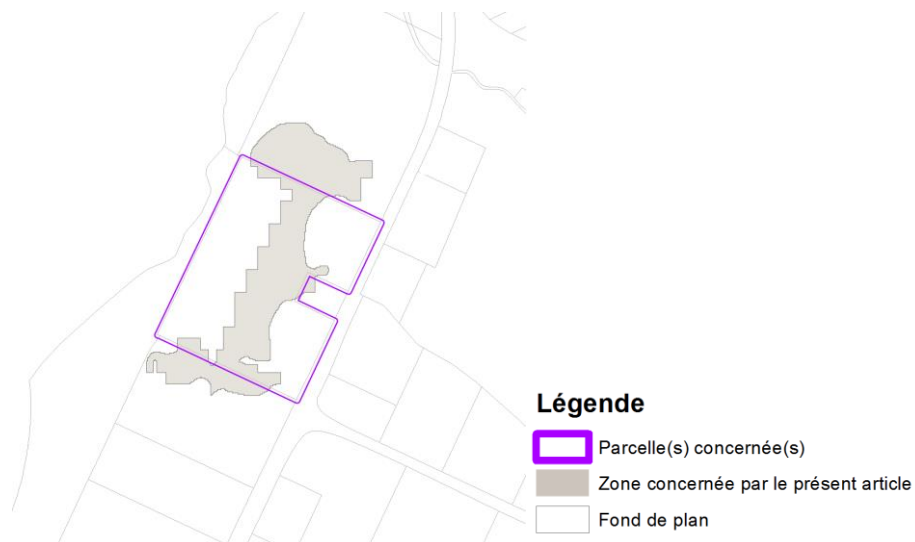 Légende
Parcelle(s) concernée(s)
Zone concernée par le présent article
Fond de plan